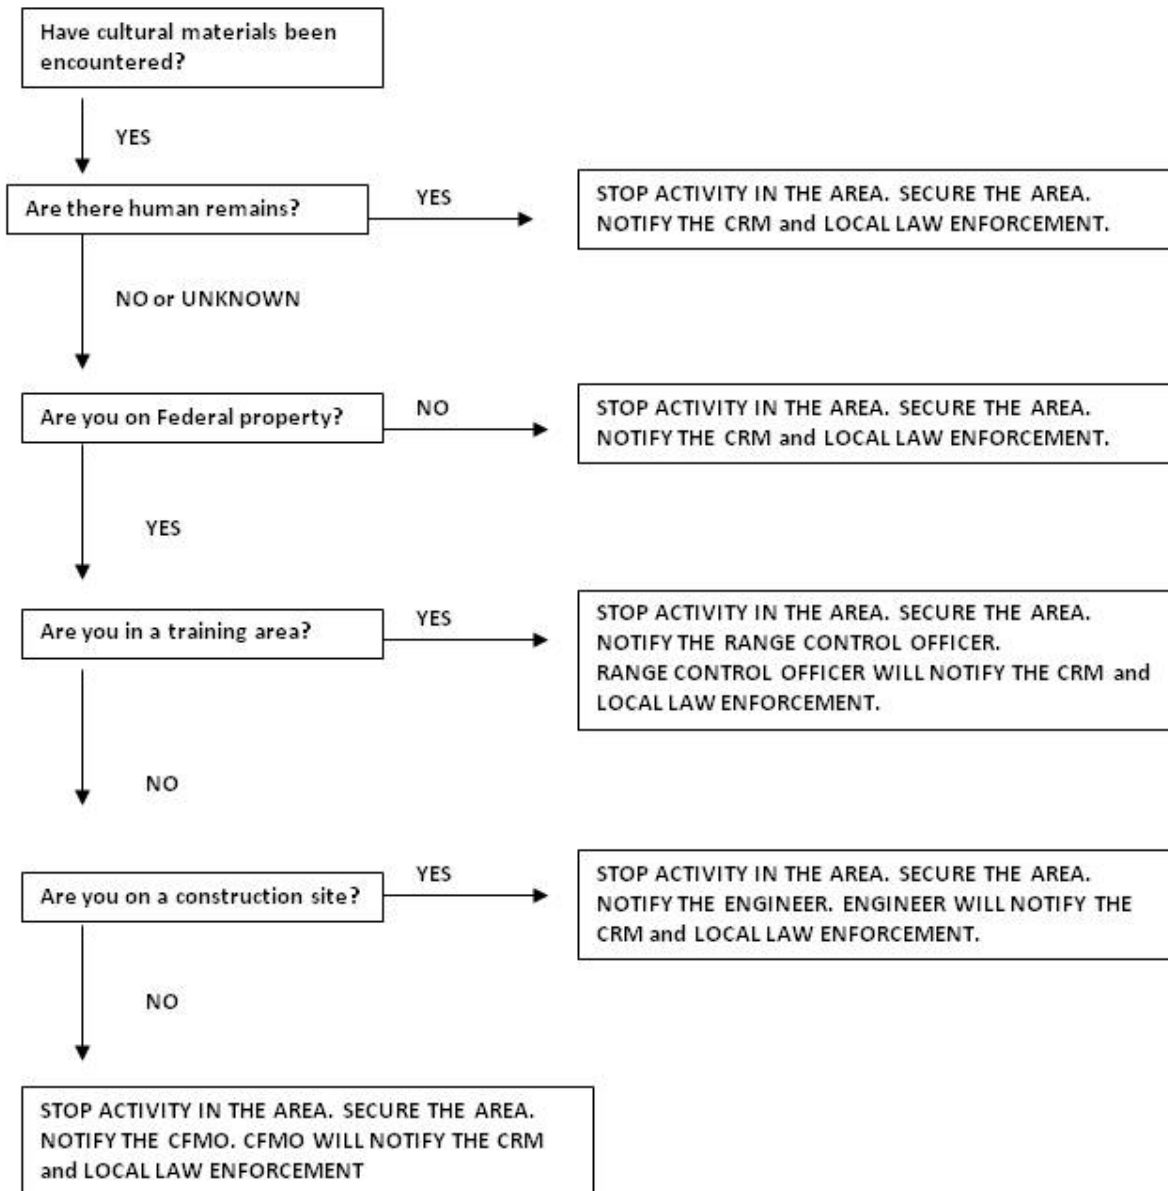 Have cultural materials been
encountered?
YES
Are there human remains?
YES
STOP ACTIVITY IN THE AREA. SECURE THE AREA.
NOTIFY THE CRM and LOCAL LAW ENFORCEMENT.
NO or UNKNOWN
Are you on Federal property?
NO
STOP ACTIVITY IN THE AREA. SECURE THE AREA.
NOTIFY THE CRM and LOCAL LAW ENFORCEMENT.
YES
Are you in a training area?
YES
STOP ACTIVITY IN THE AREA. SECURE THE AREA.
NOTIFY THE RANGE CONTROL OFFICER.
RANGE CONTROL OFFICER WILL NOTIFY THE CRM and
LOCAL LAW ENFORCEMENT.
NO
Are you on a construction site?
YES
STOP ACTIVITY IN THE AREA. SECURE THE AREA.
NOTIFY THE ENGINEER. ENGINEER WILL NOTIFY THE
CRM and LOCAL LAW ENFORCEMENT.
NO
STOP ACTIVITY IN THE AREA. SECURE THE AREA.
NOTIFY THE CFMO. CFMO WILL NOTIFY THE CRM
and LOCAL LAW ENFORCEMENT